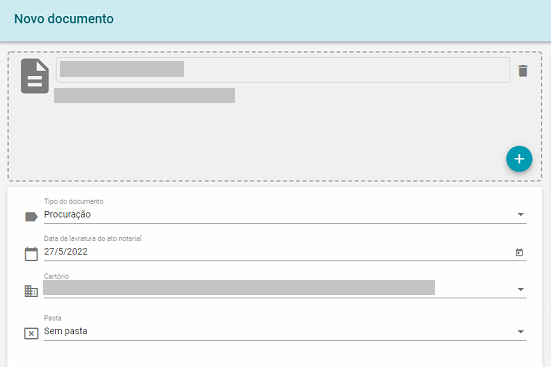 Novo documento
Tipo do documento
Procuração
Data da lavratura do ato notarial
27/5/2022
Cartório
Pasta
Sem pasta